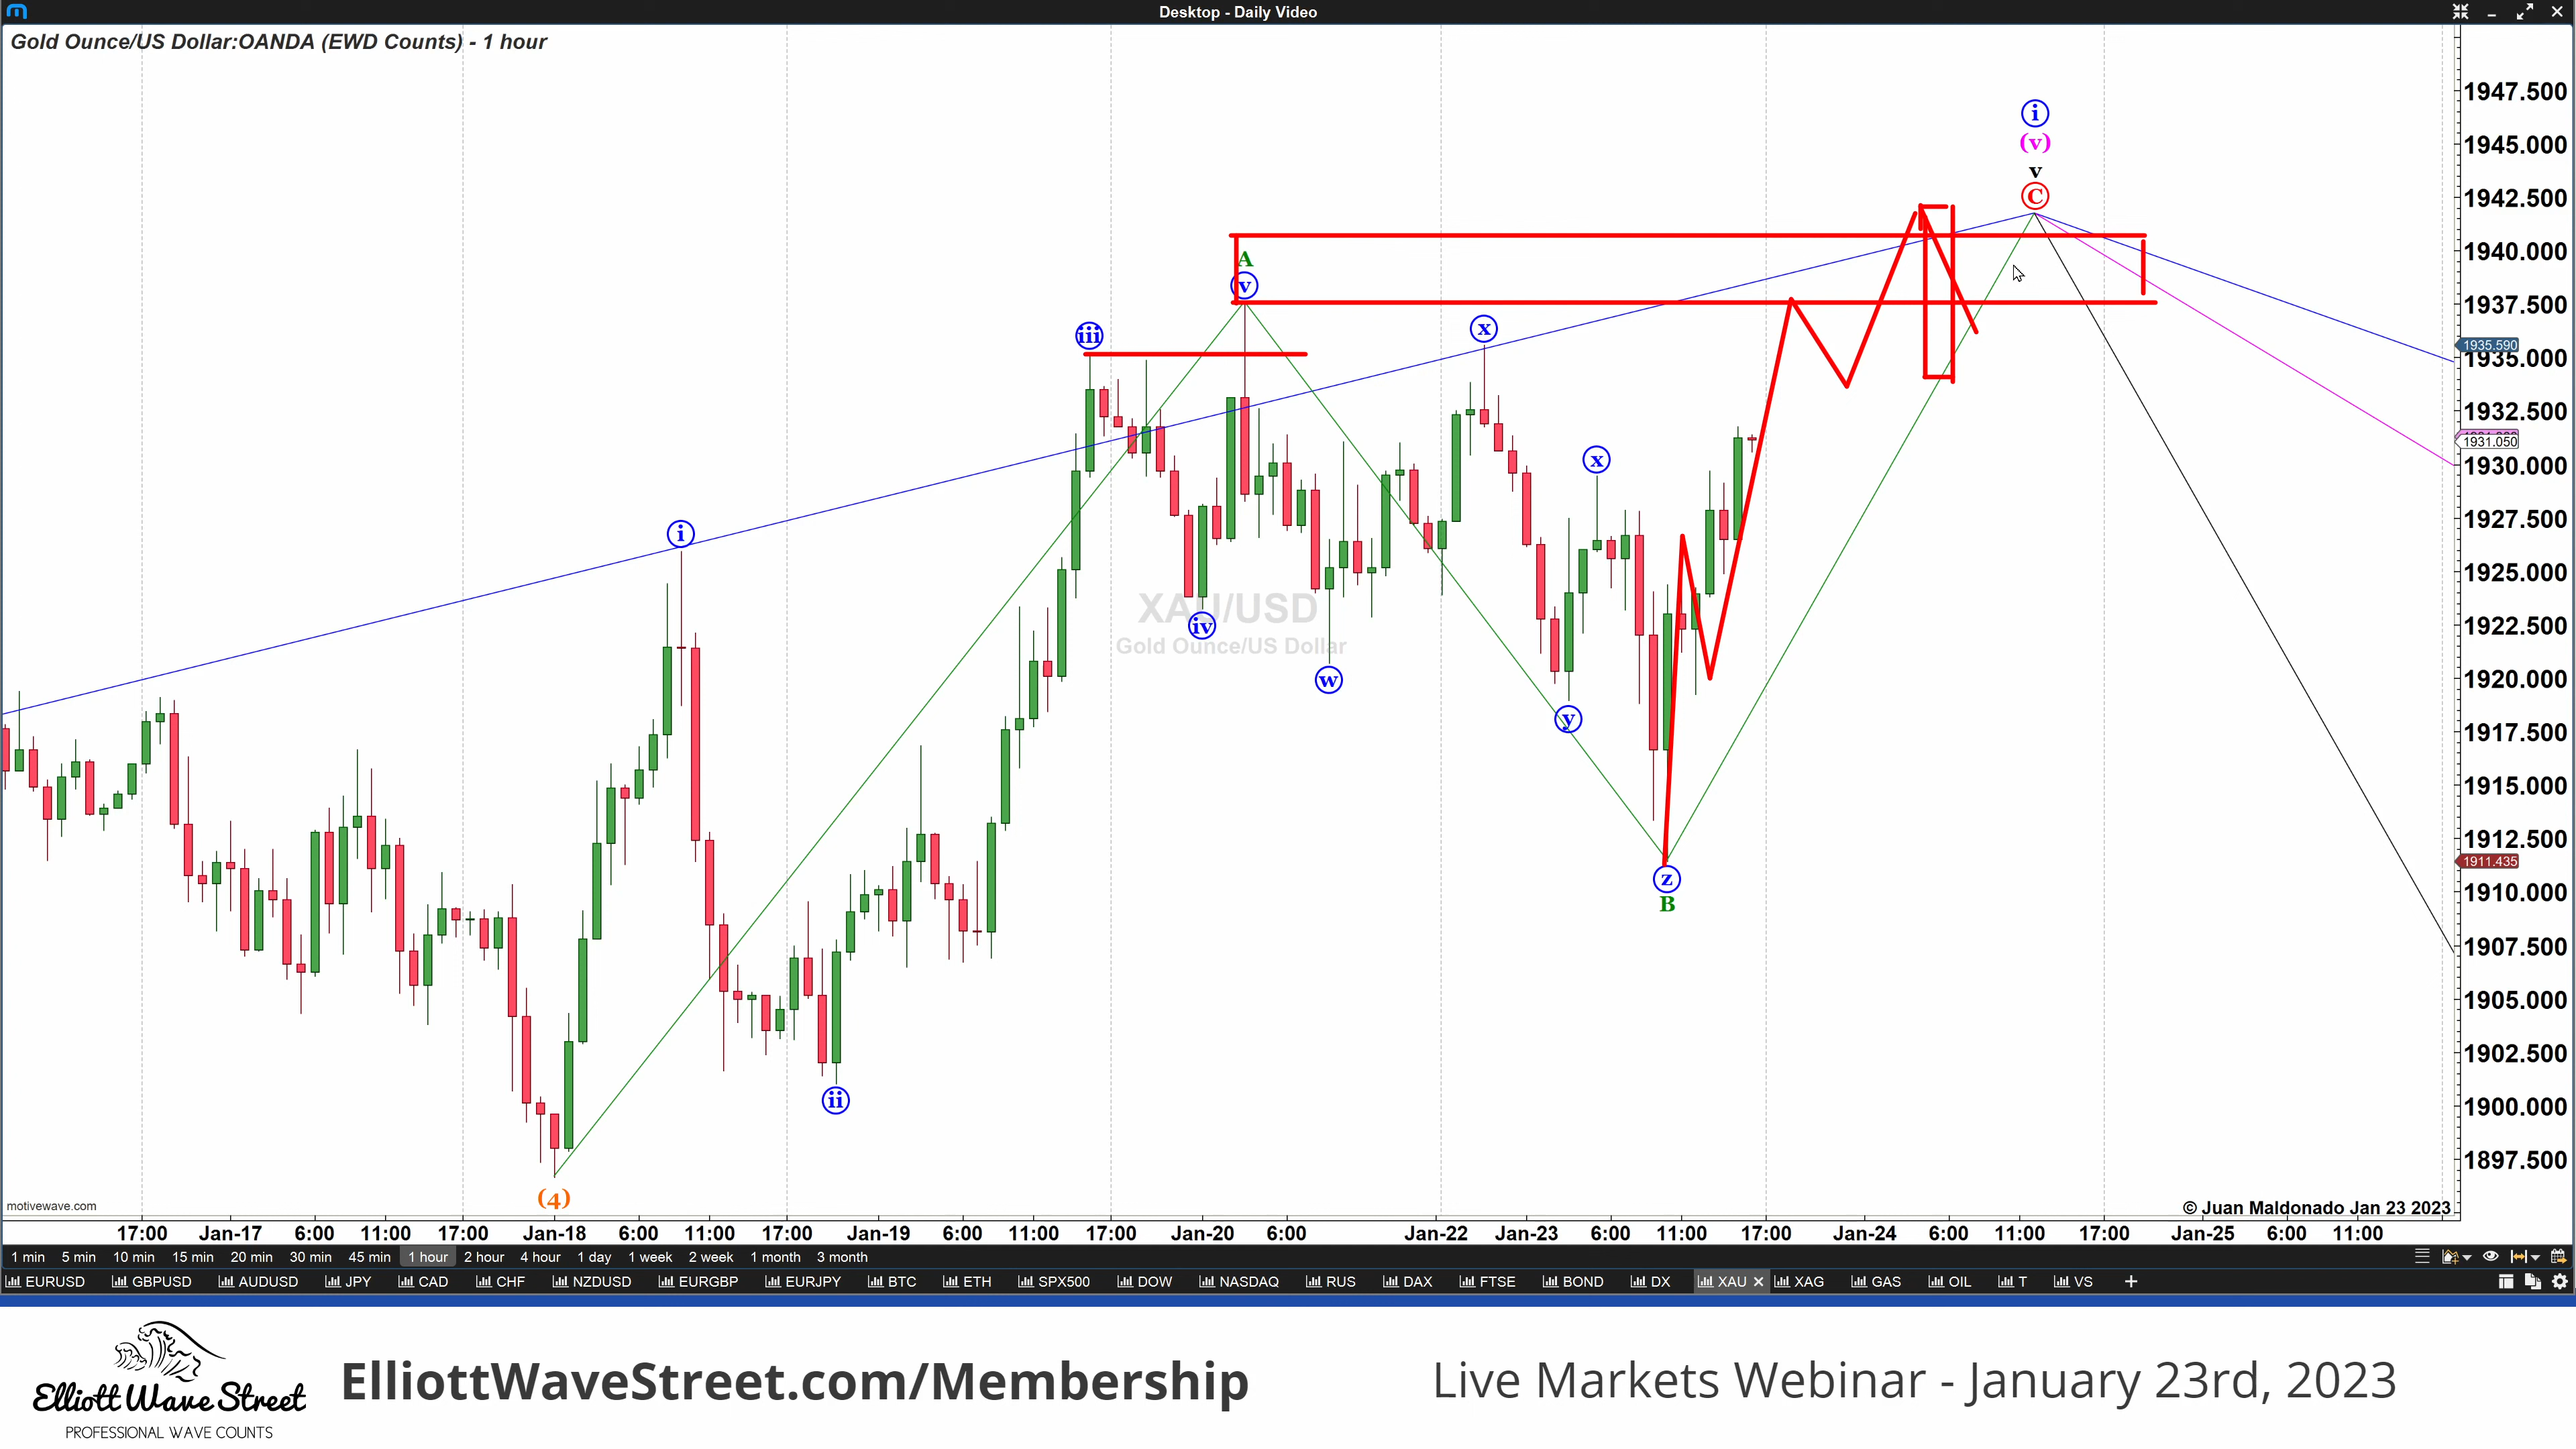 Desktop - Daily Video
Gold Ounce/US Dollar:OANDA (EWD Counts) - 1 hour
1947.500
i
(v)
1945.000
v
C
1942.500
A
1940.000
v
1937.500
iii
x
1935.590
1935.000
1932.500
1931.050
x
1930.000
i
1927.500
1925.000
XAU/USD
iv
1922.500
Gold Ounce/US Dollar
w
1920.000
y
1917.500
1915.000
1912.500
1911.435
z
B
1910.000
1907.500
1905.000
1902.500
ii
1900.000
1897.500
(4)
motivewave.com
© Juan Maldonado Jan 23 2023
17:00 Jan-17 6:00 11:00 17:00 Jan-18 6:00 11:00 17:00 Jan-19 6:00 11:00 17:00 Jan-20 6:00 Jan-22 Jan-23 6:00 11:00 17:00 Jan-24 6:00 11:00 17:00 Jan-25 6:00 11:00
1 min 5 min 10 min 15 min 20 min 30 min 45 min 1 hour 2 hour 4 hour 1 day 1 week 2 week 1 month 3 month
EURUSD GBPUSD AUDUSD JPY CAD CHF NZDUSD EURGBP EURJPY BTC ETH SPX500 DOW NASDAQ RUS DAX FTSE BOND DX XAU XAG GAS OIL T VS
Elliott Wave Street
PROFESSIONAL WAVE COUNTS
ElliottWaveStreet.com/Membership
Live Markets Webinar - January 23rd, 2023